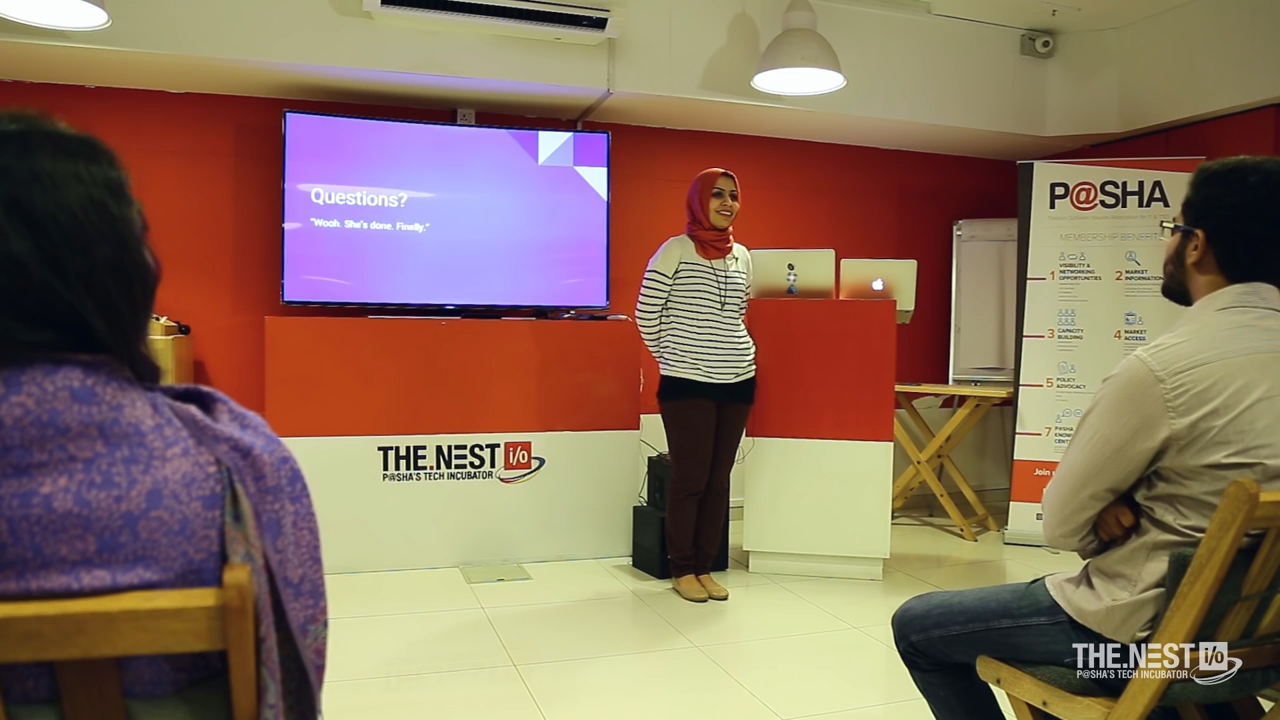 Questions?
"Wooh. She's done. Finally."
THE.NEST i/o
P@SHA'S TECH INCUBATOR
P@SHA
MEMBERSHIP BENEFITS
1 VISIBILITY &
NETWORKING
OPPORTUNITIES
2 MARKET
INFORMATION
3 CAPACITY
BUILDING
4 MARKET
ACCESS
5 POLICY
ADVOCACY
7 P@SHA
Join
THE.NEST i/o
P@SHA'S TECH INCUBATOR